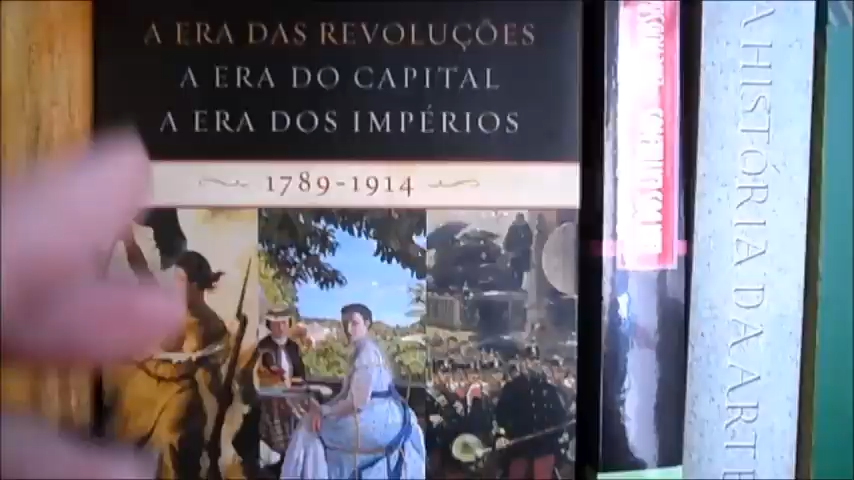 A ERA DAS REVOLUÇÕES
A ERA DO CAPITAL
A ERA DOS IMPÉRIOS
1789-1914
A HISTÓRIA DA ARTE